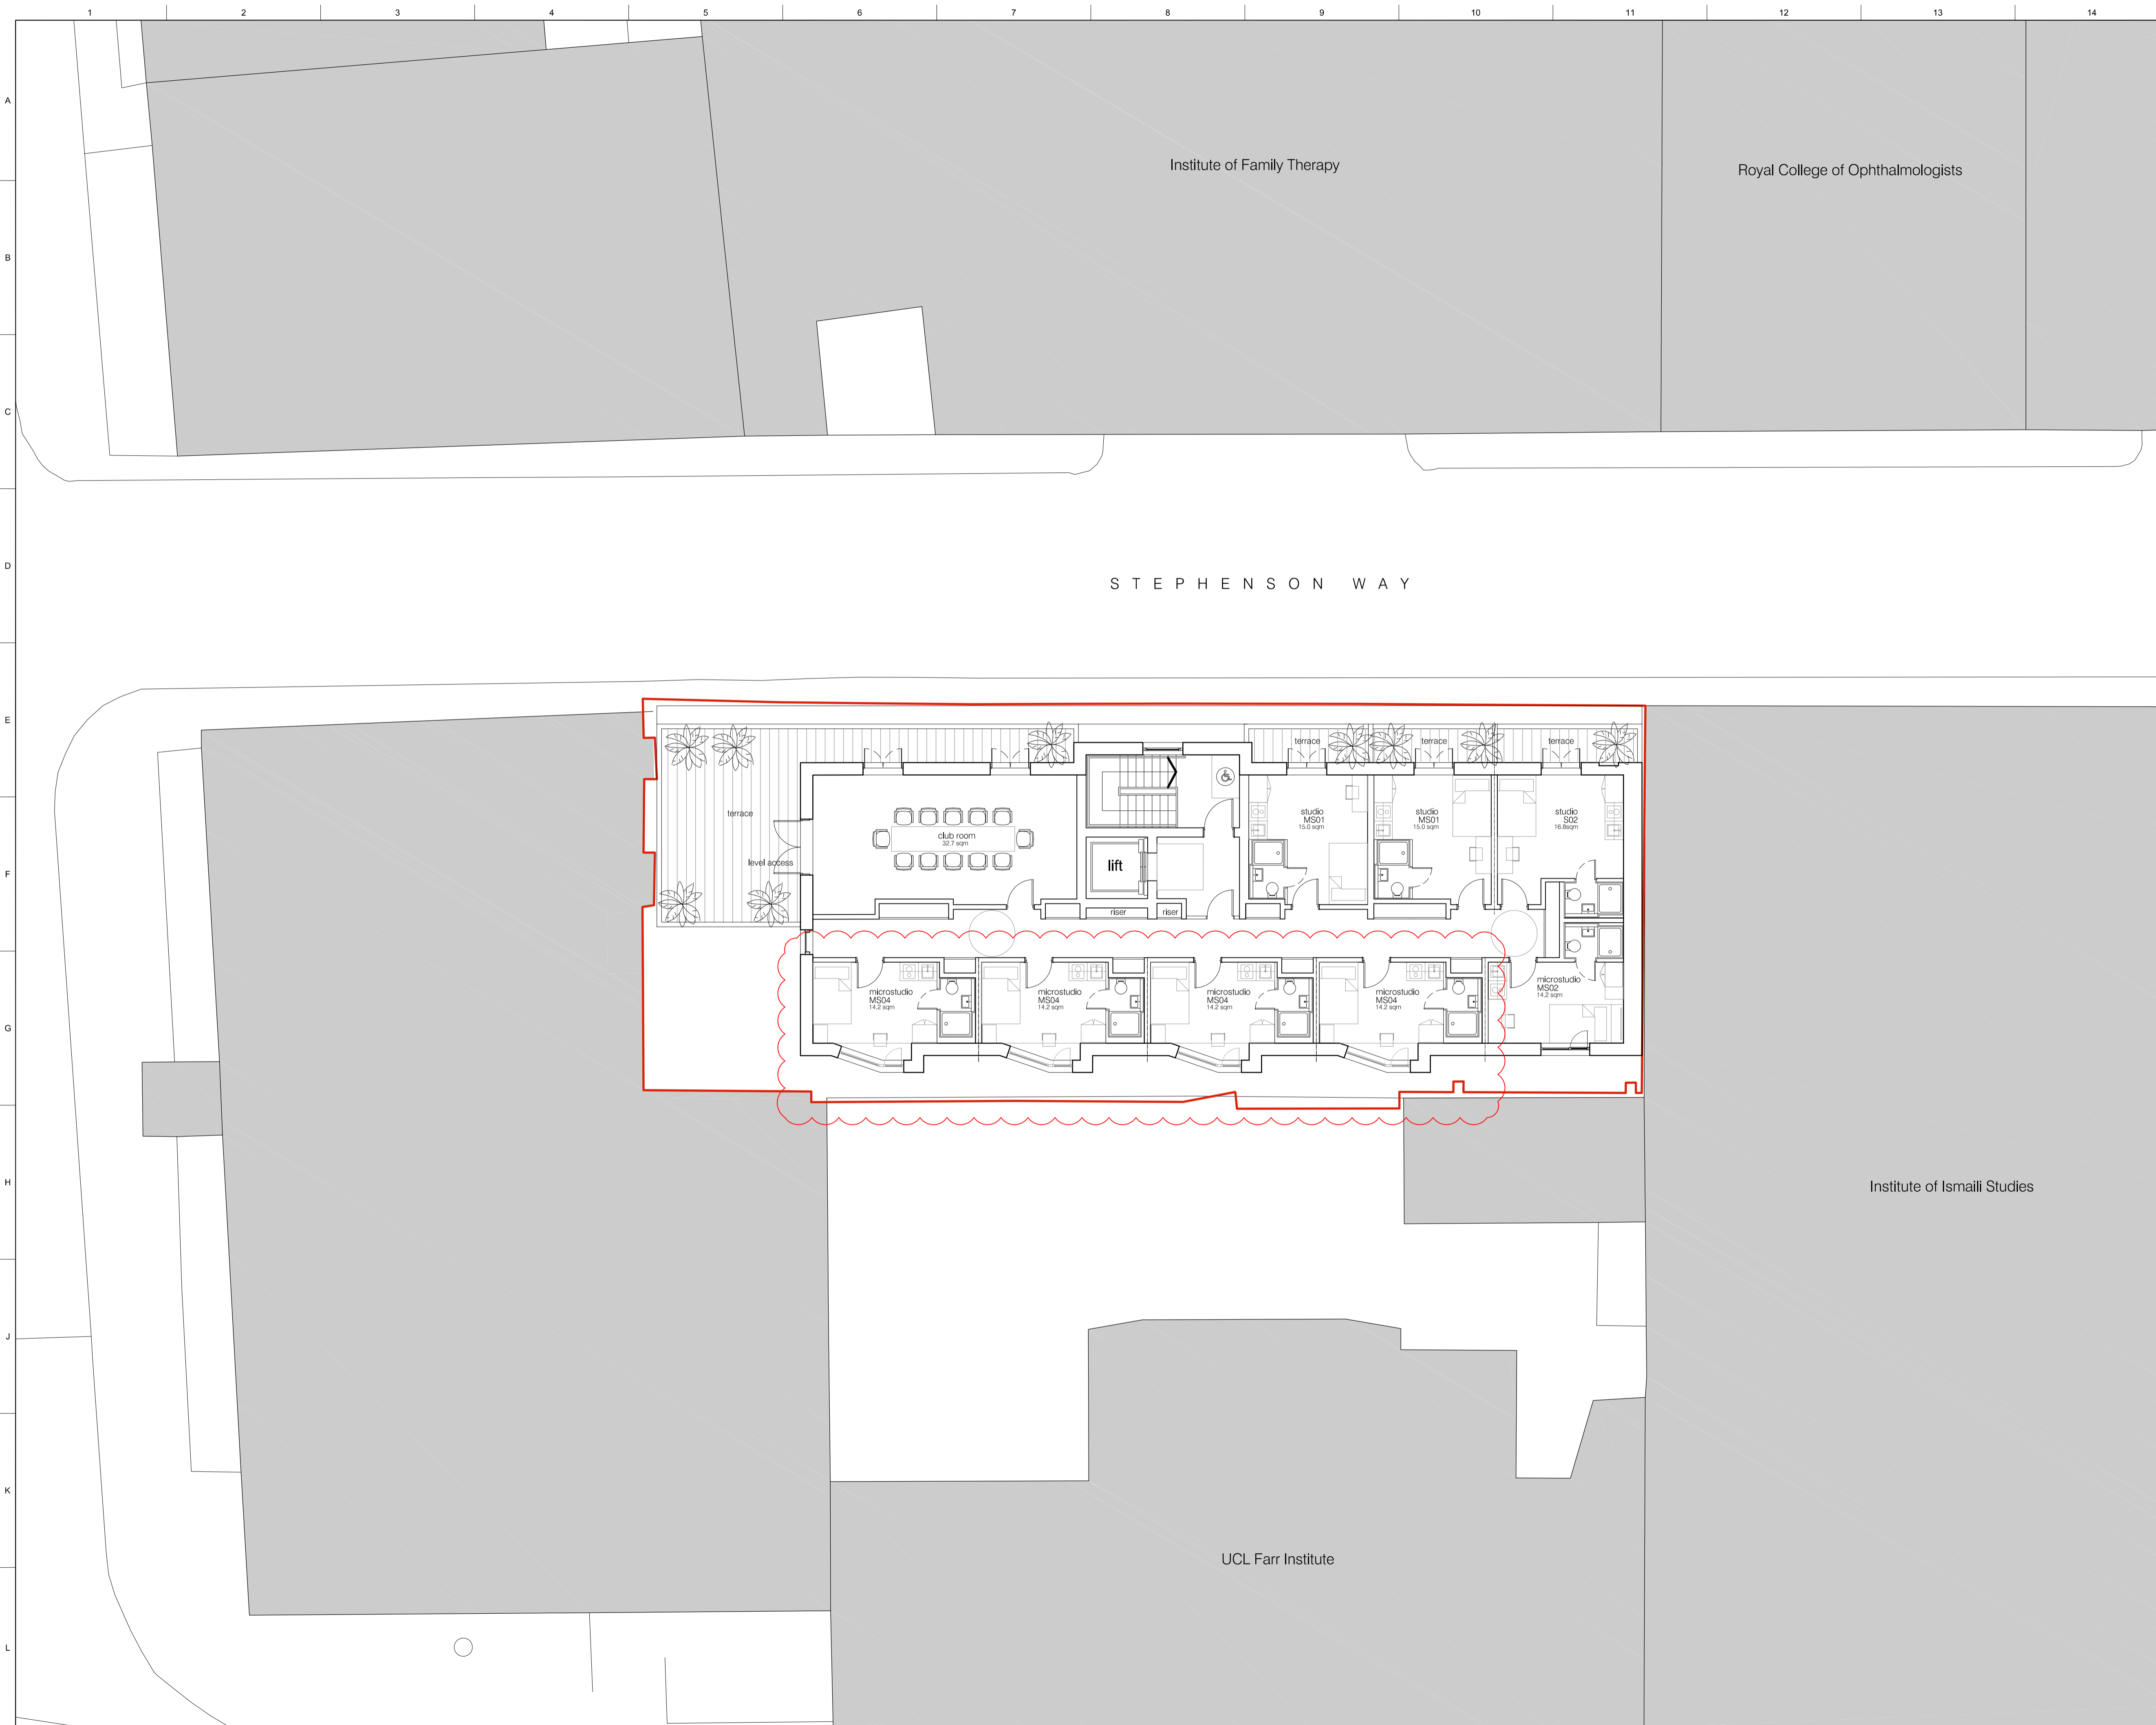 1 2 3 4 5 6 7 8 9 10 11 12 13 14
A
Institute of Family Therapy
Royal College of Ophthalmologists
B
C
D
S T E P H E N S O N W A Y
E
terrace
terrace
terrace
terrace
level access
club room
32.7 sqm
lift
riser
riser
studio
MS01
15.0 sqm
studio
MS01
15.0 sqm
studio
S02
16.8sqm
F
microstudio
MS04
14.2 sqm
microstudio
MS04
14.2 sqm
microstudio
MS04
14.2 sqm
microstudio
MS04
14.2 sqm
microstudio
MS02
14.2 sqm
G
H
Institute of Ismaili Studies
J
K
UCL Farr Institute
L